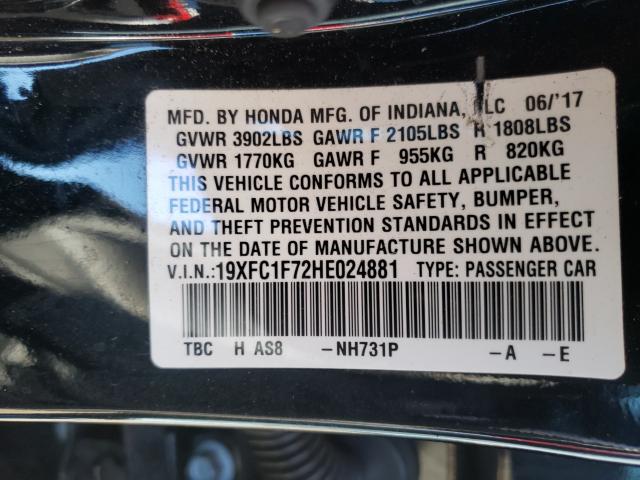 MFD. BY HONDA MFG. OF INDIANA, LLC 06/'17
GVWR 3902LBS GAWR F 2105LBS R 1808LBS
GVWR 1770KG GAWR F 955KG R 820KG
THIS VEHICLE CONFORMS TO ALL APPLICABLE
FEDERAL MOTOR VEHICLE SAFETY, BUMPER,
AND THEFT PREVENTION STANDARDS IN EFFECT
ON THE DATE OF MANUFACTURE SHOWN ABOVE.
V.I.N.:19XFC1F72HE024881 TYPE: PASSENGER CAR
TBC H AS8 –NH731P –A –E